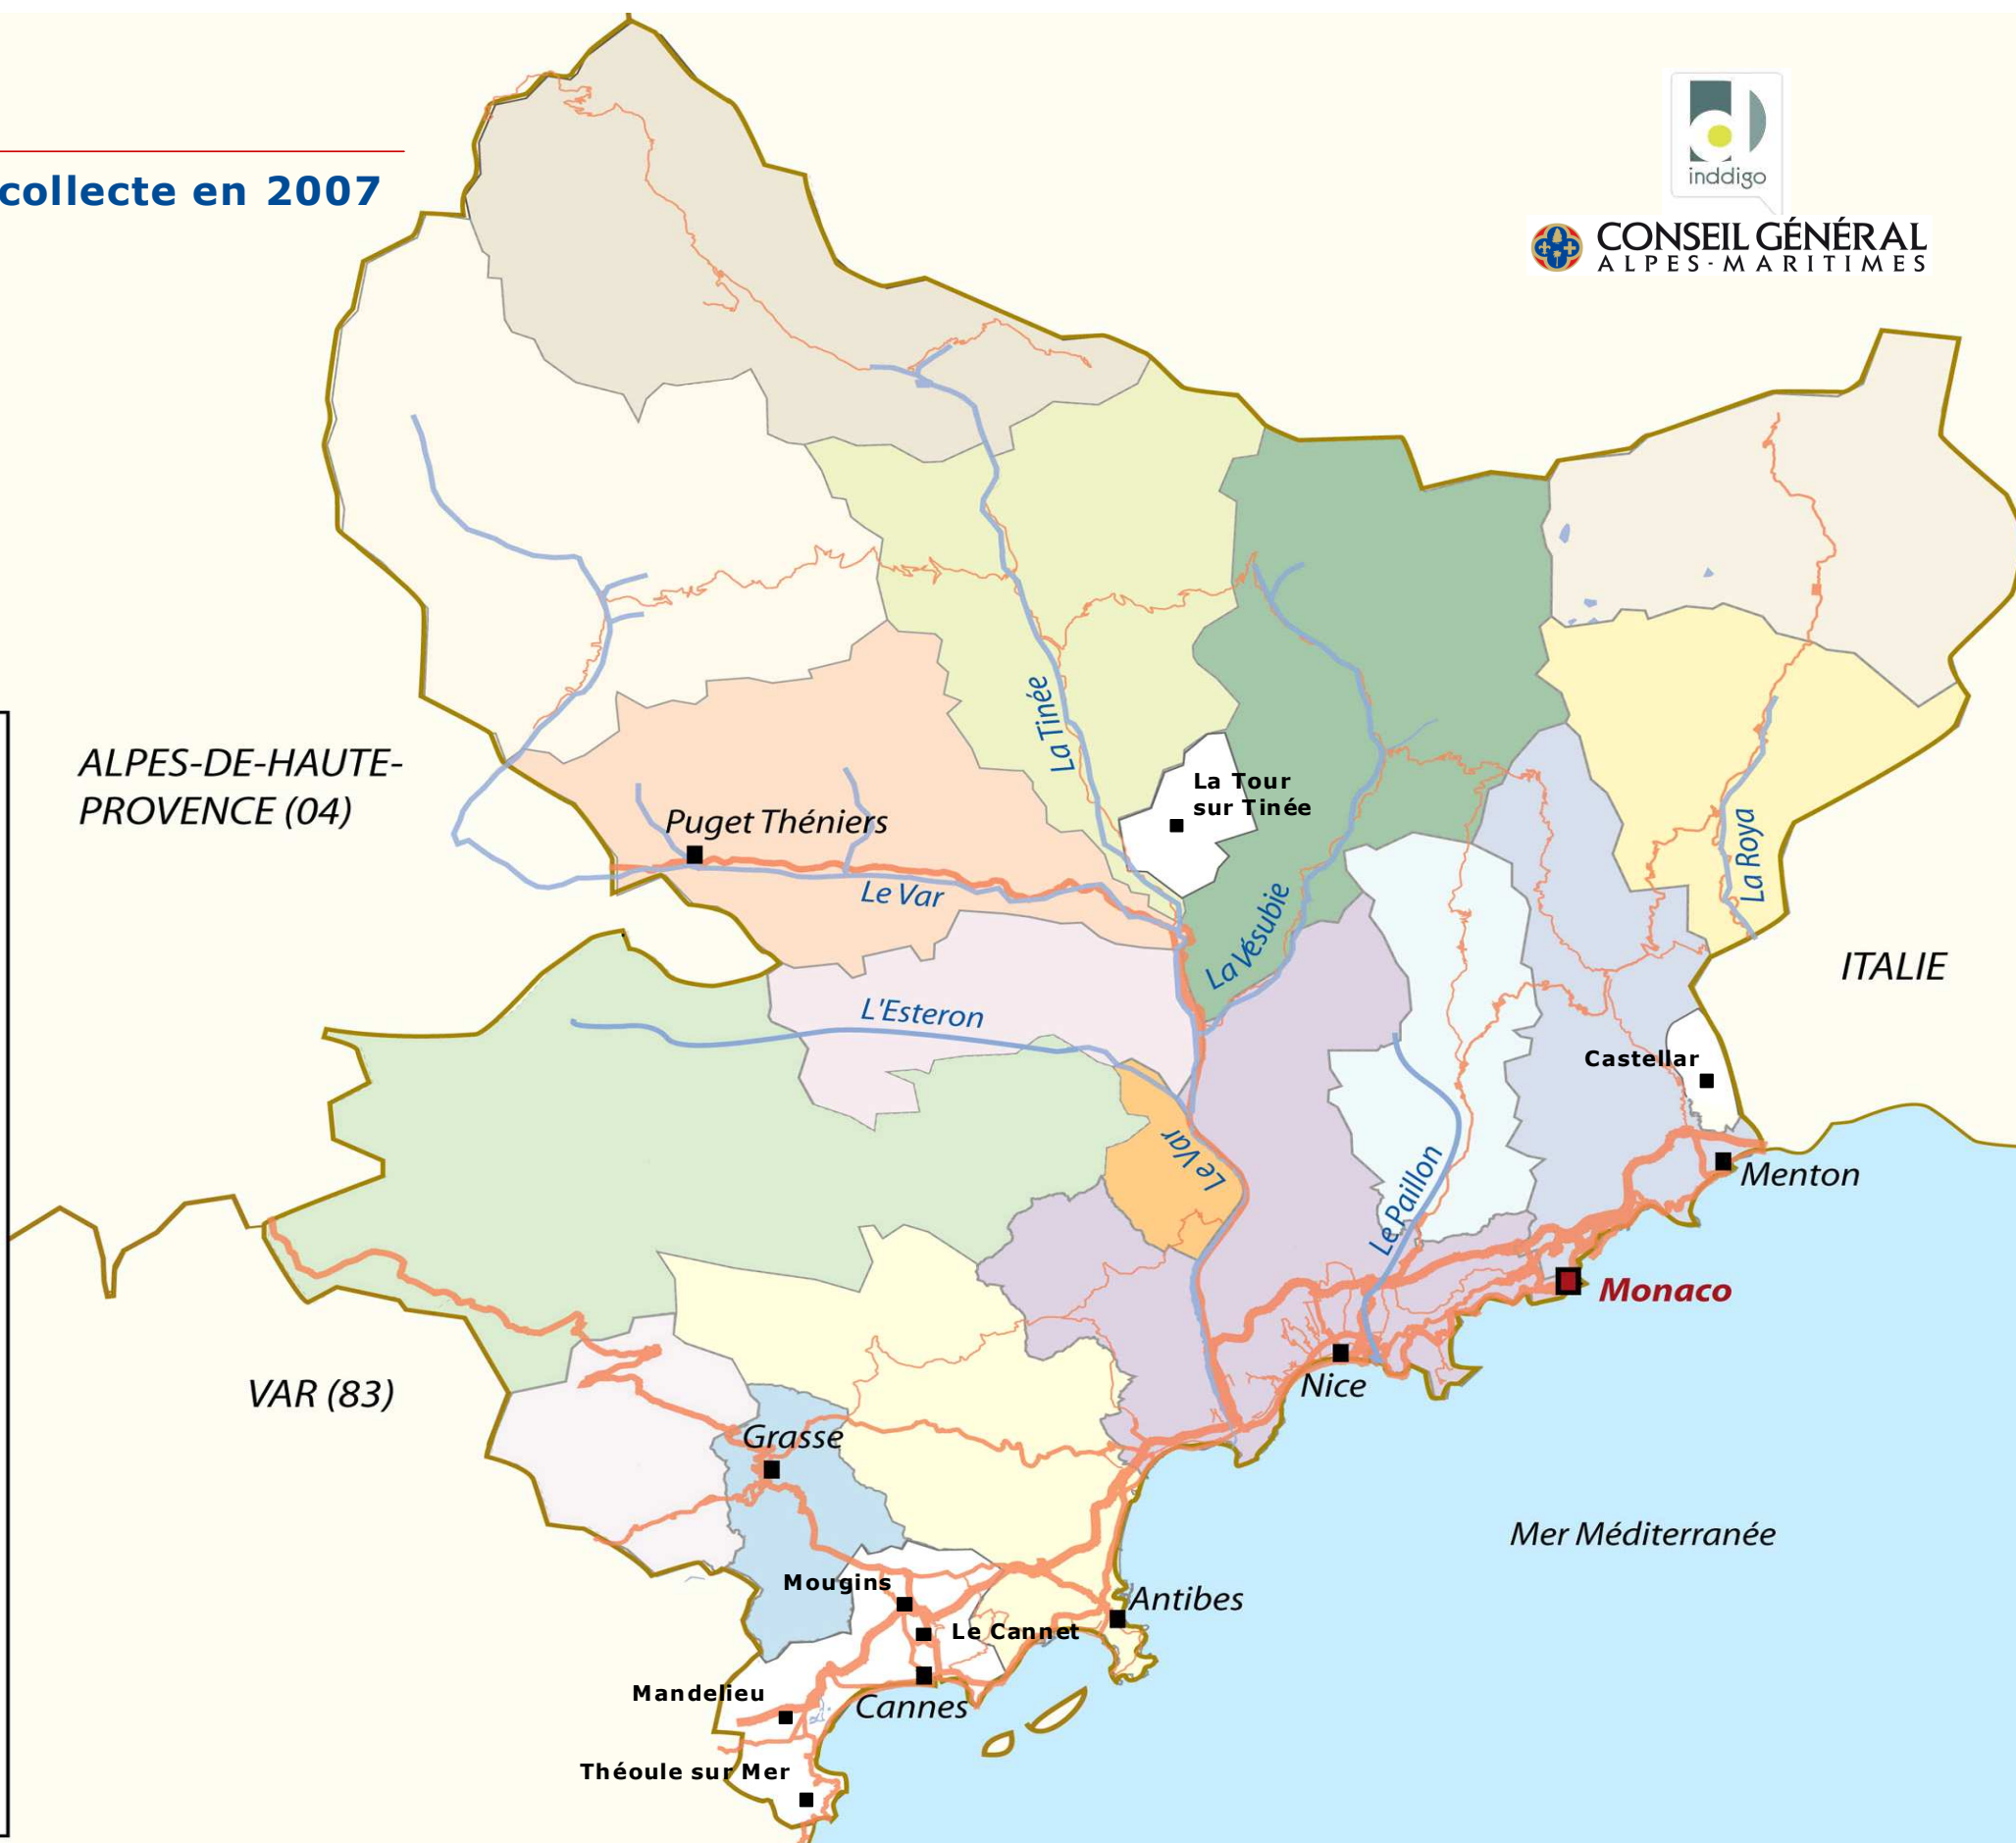 collecte en 2007
inddigo
CONSEIL GÉNÉRAL
ALPES-MARITIMES
ALPES-DE-HAUTE-
PROVENCE (04)
La Tinée
La Tour
sur Tinée
Puget Théniers
Le Var
La Roya
La Vésubie
ITALIE
L'Esteron
Castellar
Le Var
Menton
Le Paillon
Monaco
VAR (83)
Nice
Grasse
Mer Méditerranée
Mougins
Antibes
Le Cannet
Mandelieu
Cannes
Théoule sur Mer